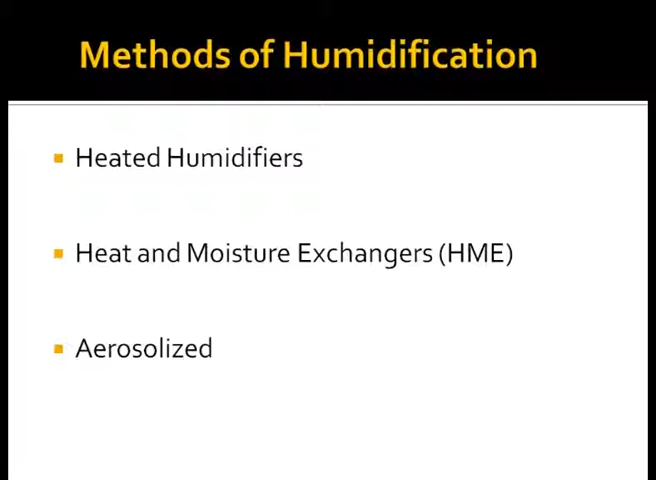 Methods of Humidification
Heated Humidifiers
Heat and Moisture Exchangers (HME)
Aerosolized